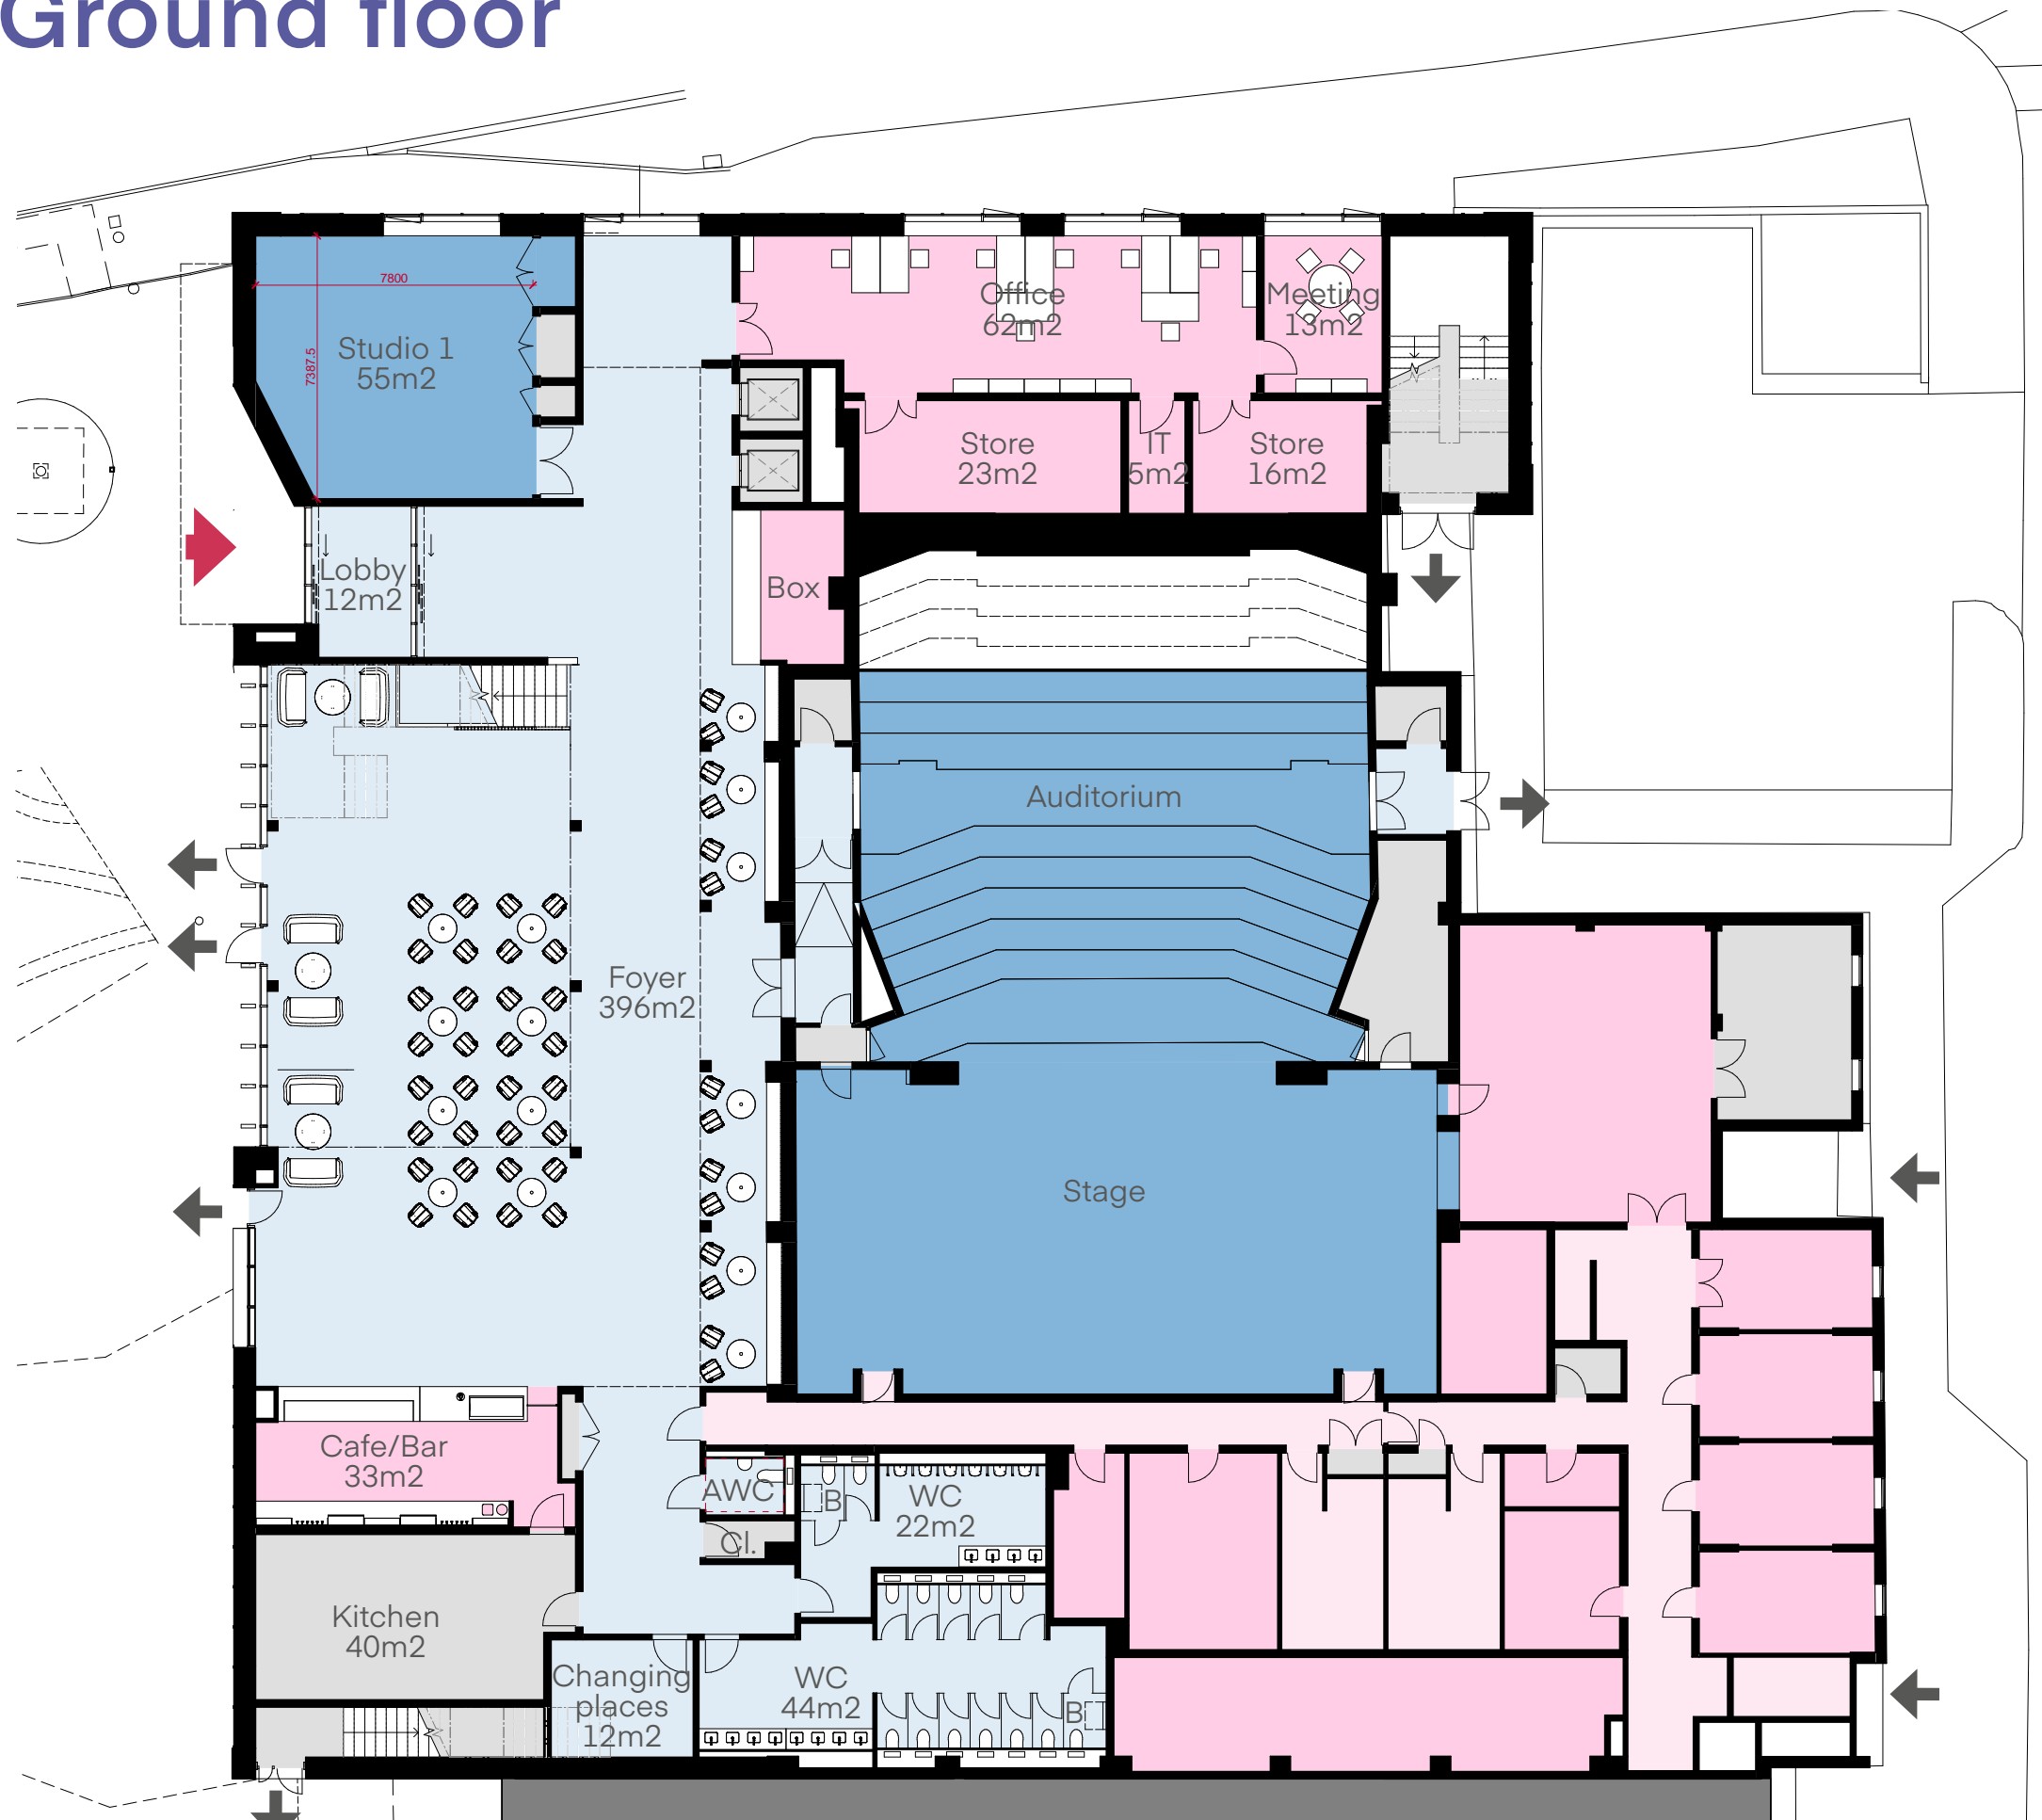 Ground floor
7800
7387.5
Studio 1
55m2
Office
62m2
Meeting
13m2
Store
23m2
IT
5m2
Store
16m2
Lobby
12m2
Box
Auditorium
Foyer
396m2
Stage
Cafe/Bar
33m2
AWC
B
WC
22m2
Cl.
Kitchen
40m2
Changing
places
12m2
WC
44m2
B